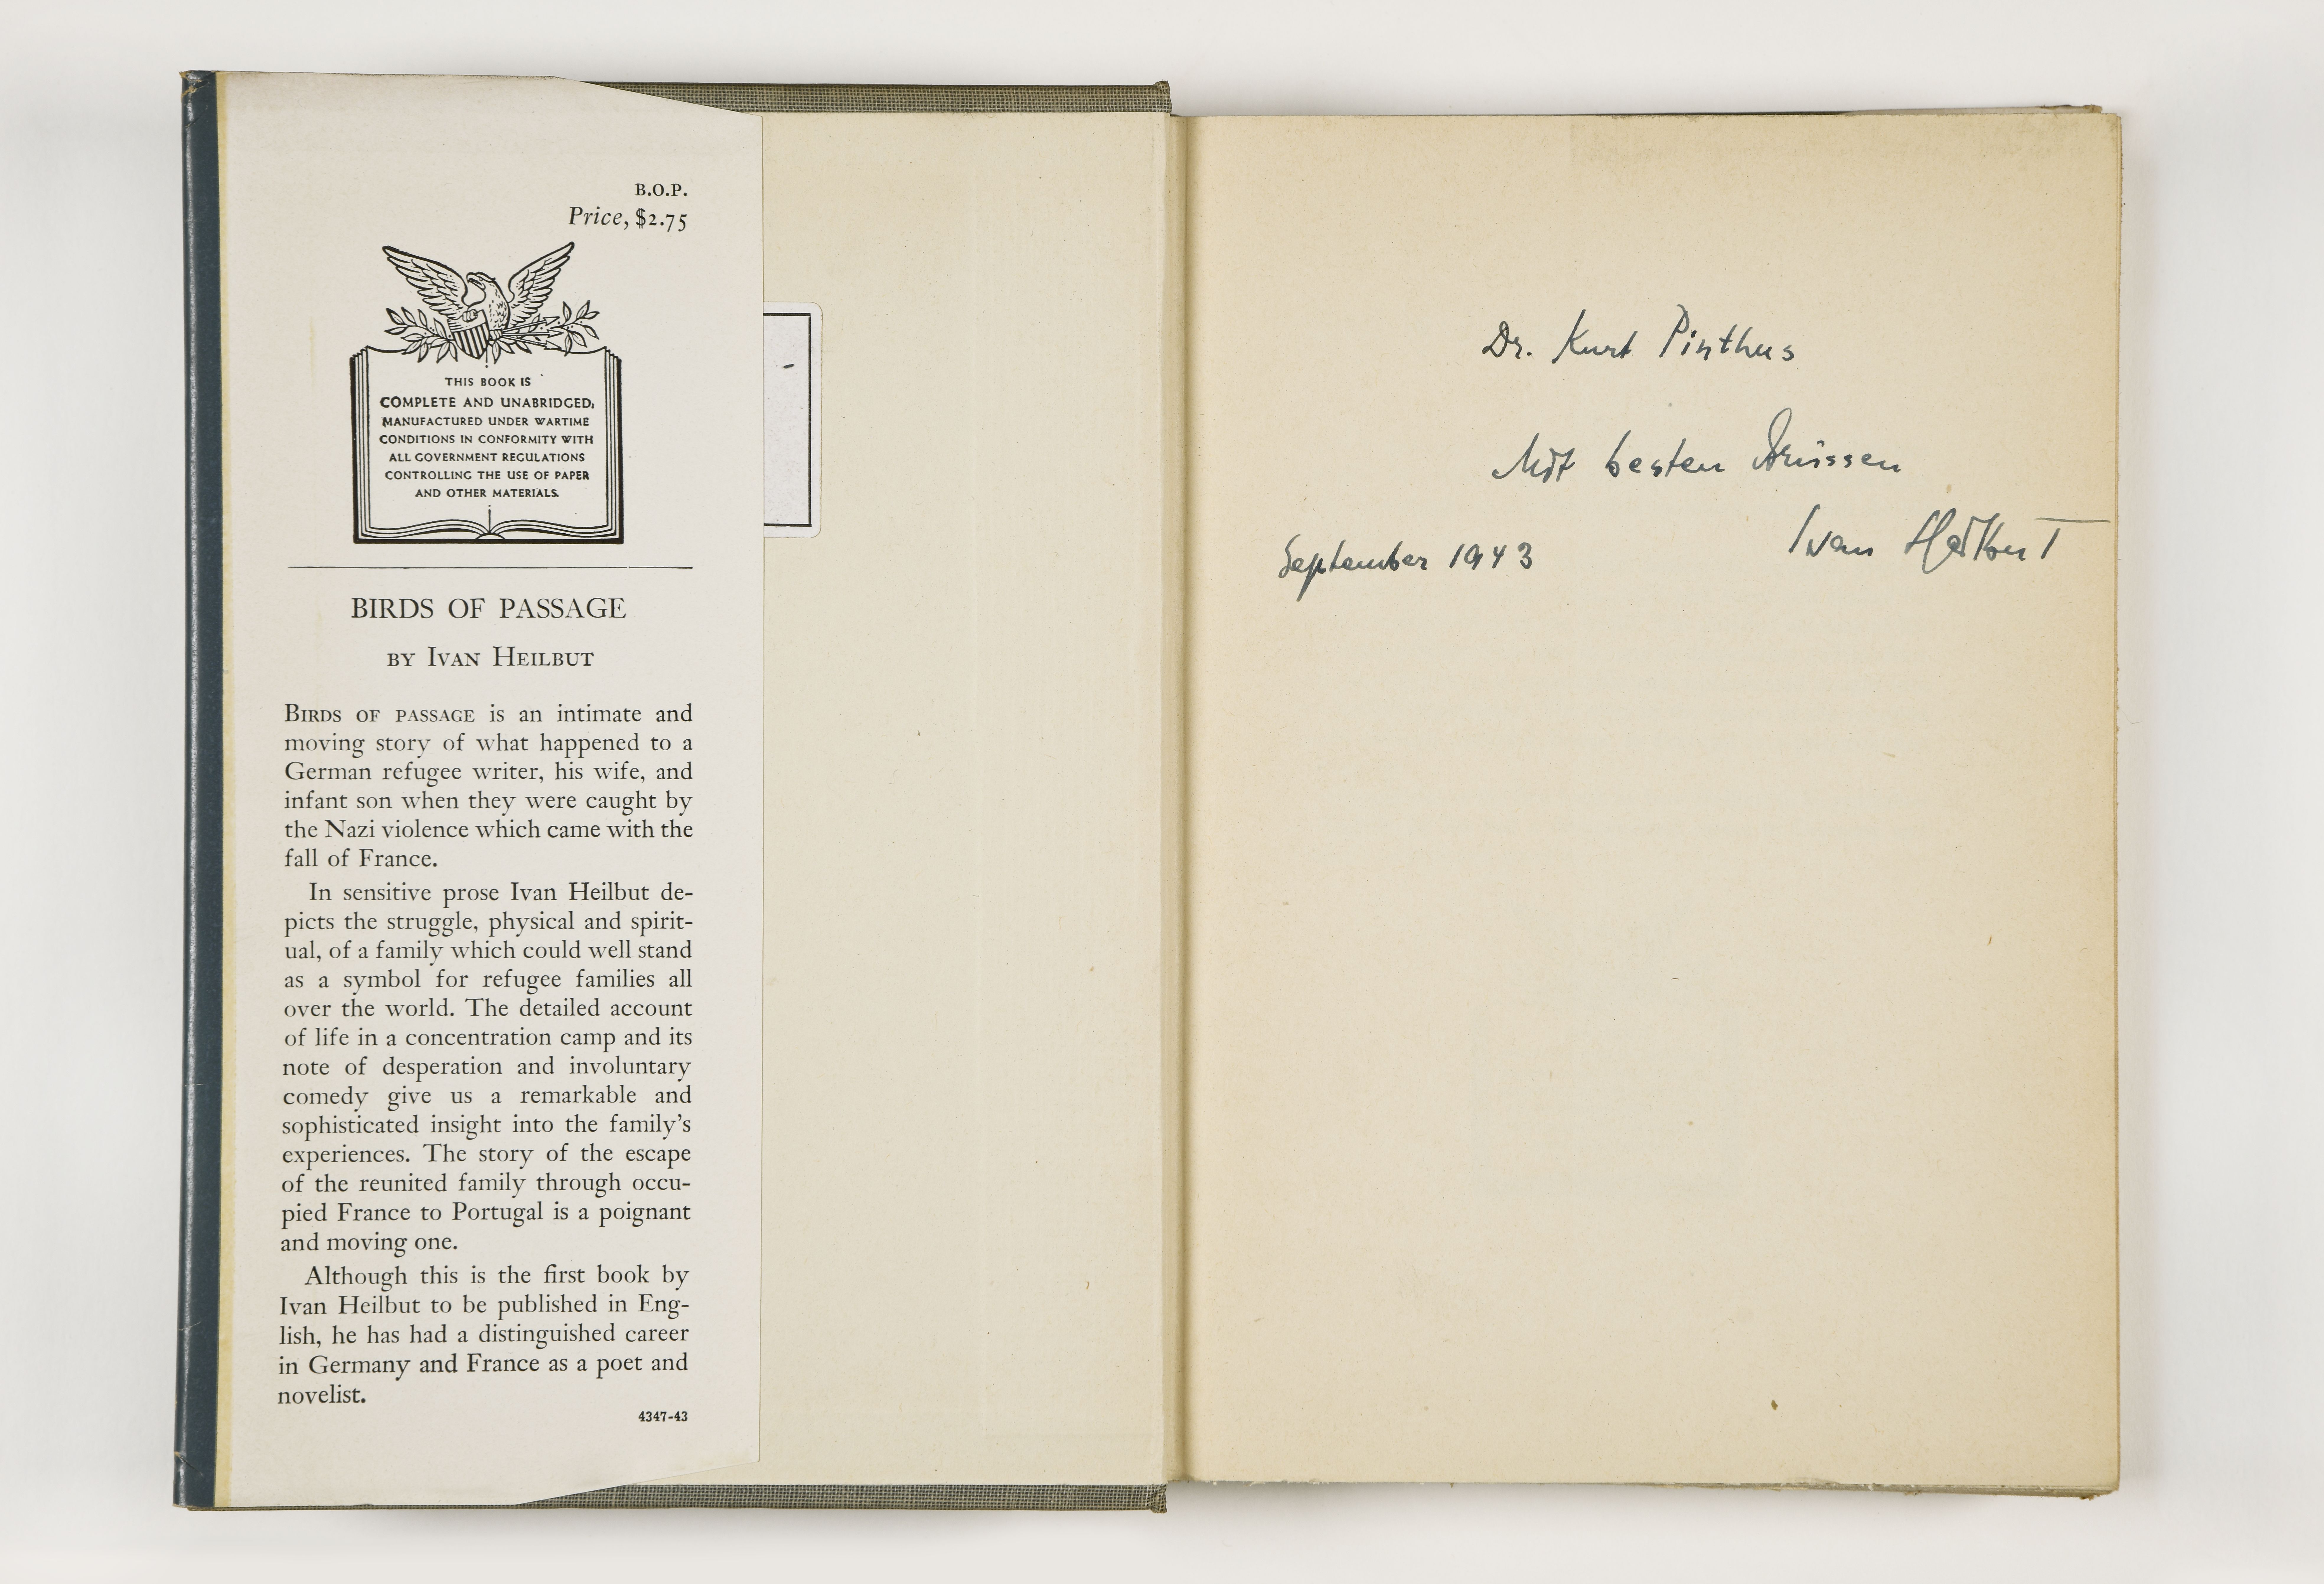 B.O.P.
Price, $2.75
THIS BOOK IS
COMPLETE AND UNABRIDGED,
MANUFACTURED UNDER WARTIME
CONDITIONS IN CONFORMITY WITH
ALL GOVERNMENT REGULATIONS
CONTROLLING THE USE OF PAPER
AND OTHER MATERIALS.
BIRDS OF PASSAGE
BY IVAN HEILBUT
BIRDS OF PASSAGE is an intimate and
moving story of what happened to a
German refugee writer, his wife, and
infant son when they were caught by
the Nazi violence which came with the
fall of France.
In sensitive prose Ivan Heilbut de-
picts the struggle, physical and spirit-
ual, of a family which could well stand
as a symbol for refugee families all
over the world. The detailed account
of life in a concentration camp and its
note of desperation and involuntary
comedy give us a remarkable and
sophisticated insight into the family's
experiences. The story of the escape
of the reunited family through occu-
pied France to Portugal is a poignant
and moving one.
Although this is the first book by
Ivan Heilbut to be published in Eng-
lish, he has had a distinguished career
in Germany and France as a poet and
novelist.
4347-43
Dr. Kurt Pinthus
Mit besten Grüssen
Ivan Heilbut
September 1943